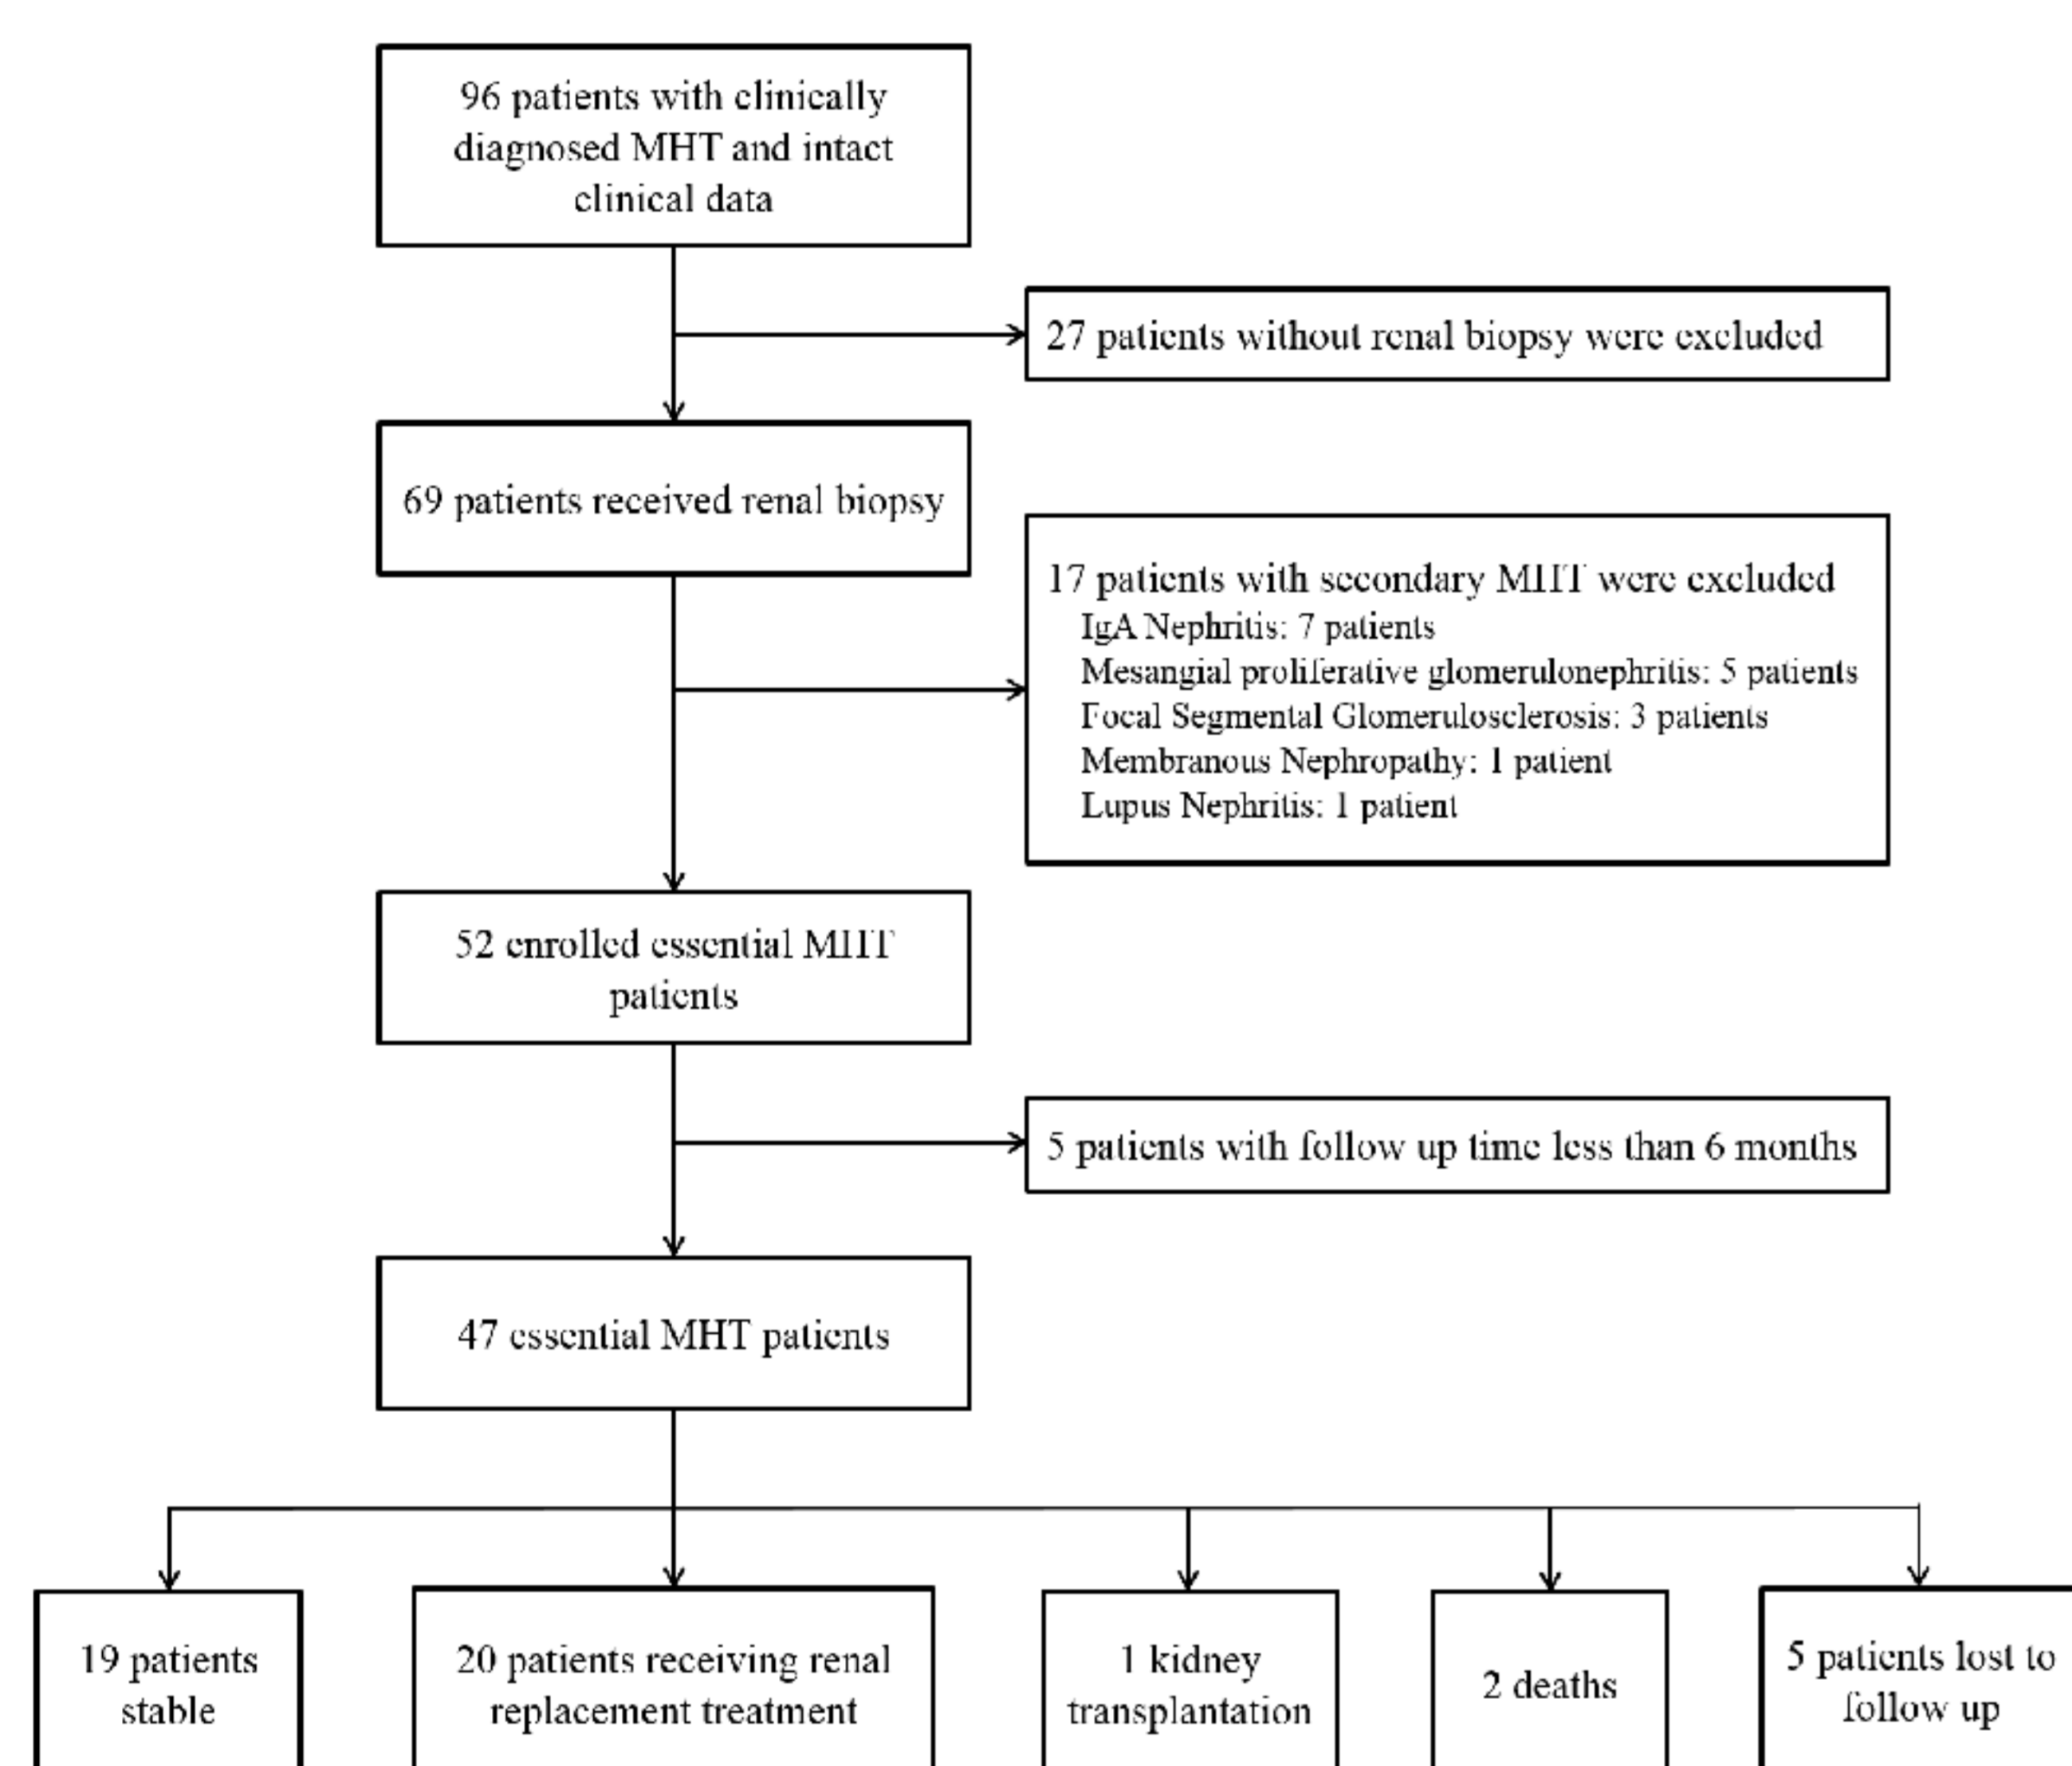 96 patients with clinically
diagnosed MHT and intact
clinical data
27 patients without renal biopsy were excluded
69 patients received renal biopsy
17 patients with secondary MHT were excluded
IgA Nephritis: 7 patients
Mesangial proliferative glomerulonephritis: 5 patients
Focal Segmental Glomerulosclerosis: 3 patients
Membranous Nephropathy: 1 patient
Lupus Nephritis: 1 patient
52 enrolled essential MHT
patients
5 patients with follow up time less than 6 months
47 essential MHT patients
19 patients
stable
20 patients receiving renal
replacement treatment
1 kidney
transplantation
2 deaths
5 patients lost to
follow up